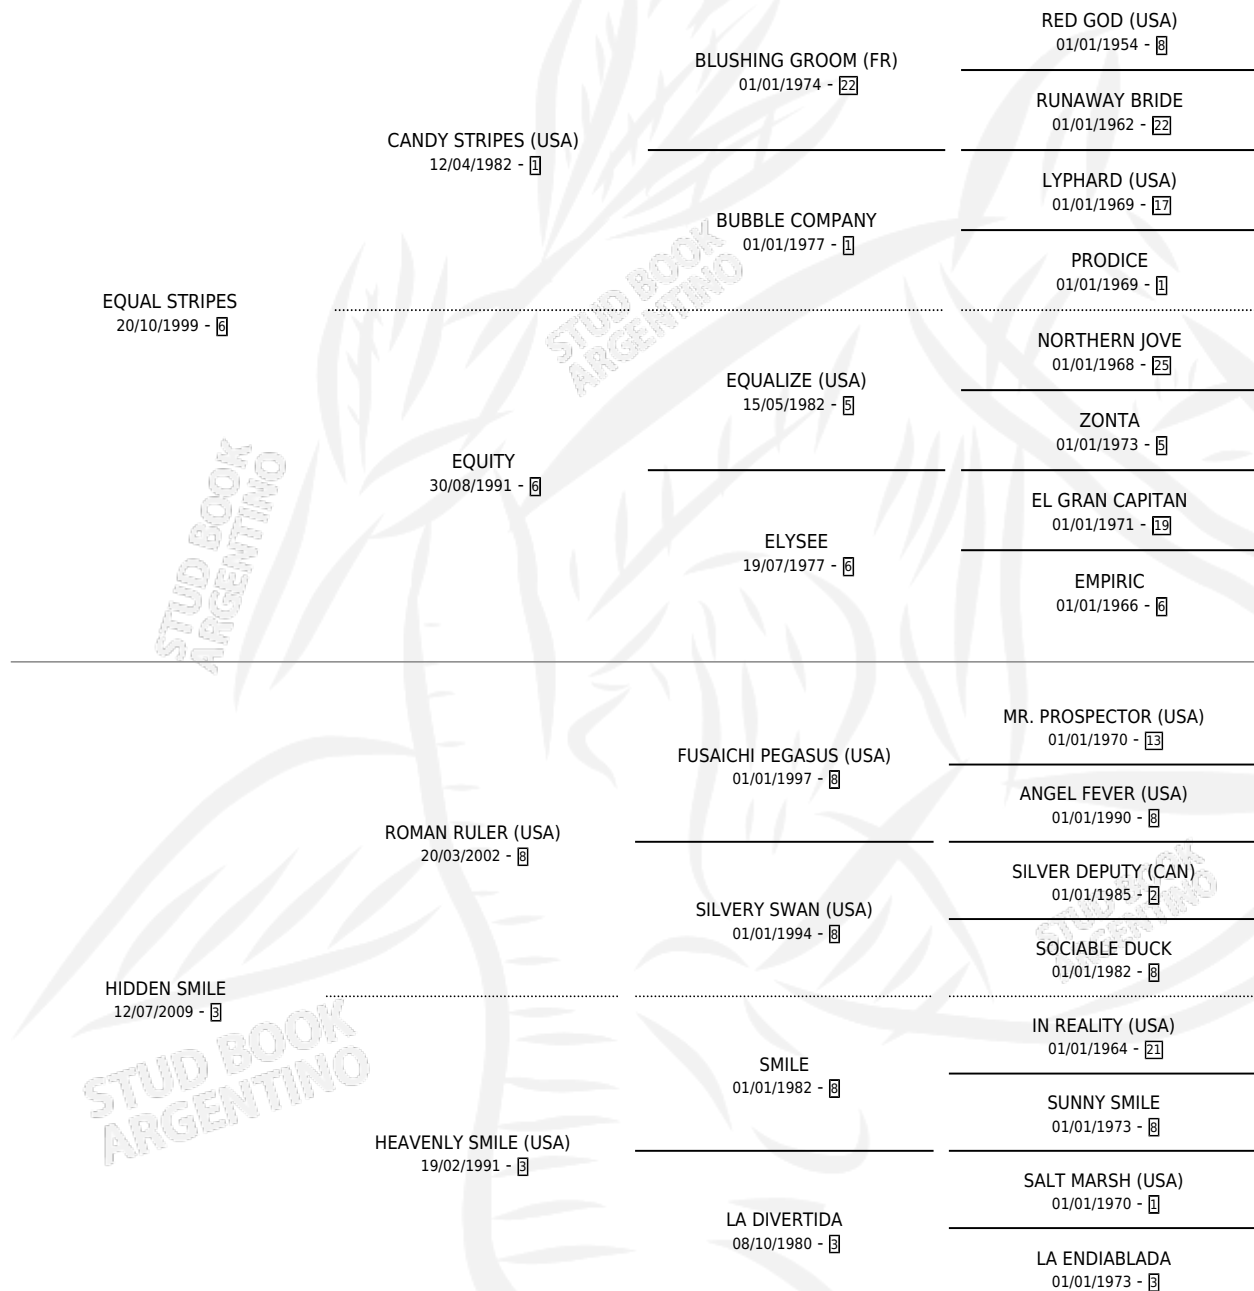 RED GOD (USA)
01/01/1954 - 8
BLUSHING GROOM (FR)
01/01/1974 - 22
RUNAWAY BRIDE
01/01/1962 - 22
CANDY STRIPES (USA)
12/04/1982 - 1
LYPHARD (USA)
01/01/1969 - 17
BUBBLE COMPANY
01/01/1977 - 1
PRODICE
01/01/1969 - 1
EQUAL STRIPES
20/10/1999 - 6
NORTHERN JOVE
01/01/1968 - 25
EQUALIZE (USA)
15/05/1982 - 5
ZONTA
01/01/1973 - 5
EQUITY
30/08/1991 - 6
EL GRAN CAPITAN
01/01/1971 - 19
ELYSEE
19/07/1977 - 6
EMPIRIC
01/01/1966 - 6
MR. PROSPECTOR (USA)
01/01/1970 - 13
FUSAICHI PEGASUS (USA)
01/01/1997 - 8
ANGEL FEVER (USA)
01/01/1990 - 8
ROMAN RULER (USA)
20/03/2002 - 8
SILVER DEPUTY (CAN)
01/01/1985 - 2
SILVERY SWAN (USA)
01/01/1994 - 8
SOCIABLE DUCK
01/01/1982 - 8
HIDDEN SMILE
12/07/2009 - 3
IN REALITY (USA)
01/01/1964 - 21
SMILE
01/01/1982 - 8
SUNNY SMILE
01/01/1973 - 8
HEAVENLY SMILE (USA)
19/02/1991 - 3
SALT MARSH (USA)
01/01/1970 - 1
LA DIVERTIDA
08/10/1980 - 3
LA ENDIABLADA
01/01/1973 - 3
STUD BOOK
ARGENTINO
STUD BOOK
ARGENTINO
STUD BOOK
ARGENTINO
STUD BOOK
ARGENTINO